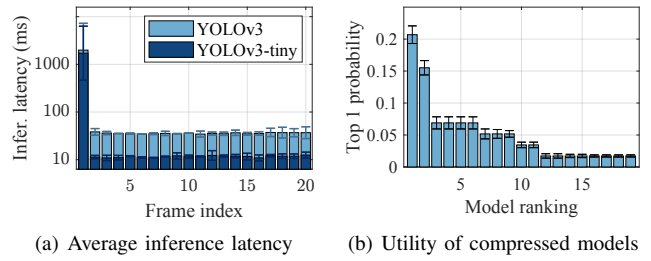 Infer. latency (ms)
1000
100
10
YOLOv3
YOLOv3-tiny
5
10
15
20
Frame index
(a) Average inference latency
Top 1 probability
0.2
0.15
0.1
0.05
0
5
10
15
Model ranking
(b) Utility of compressed models